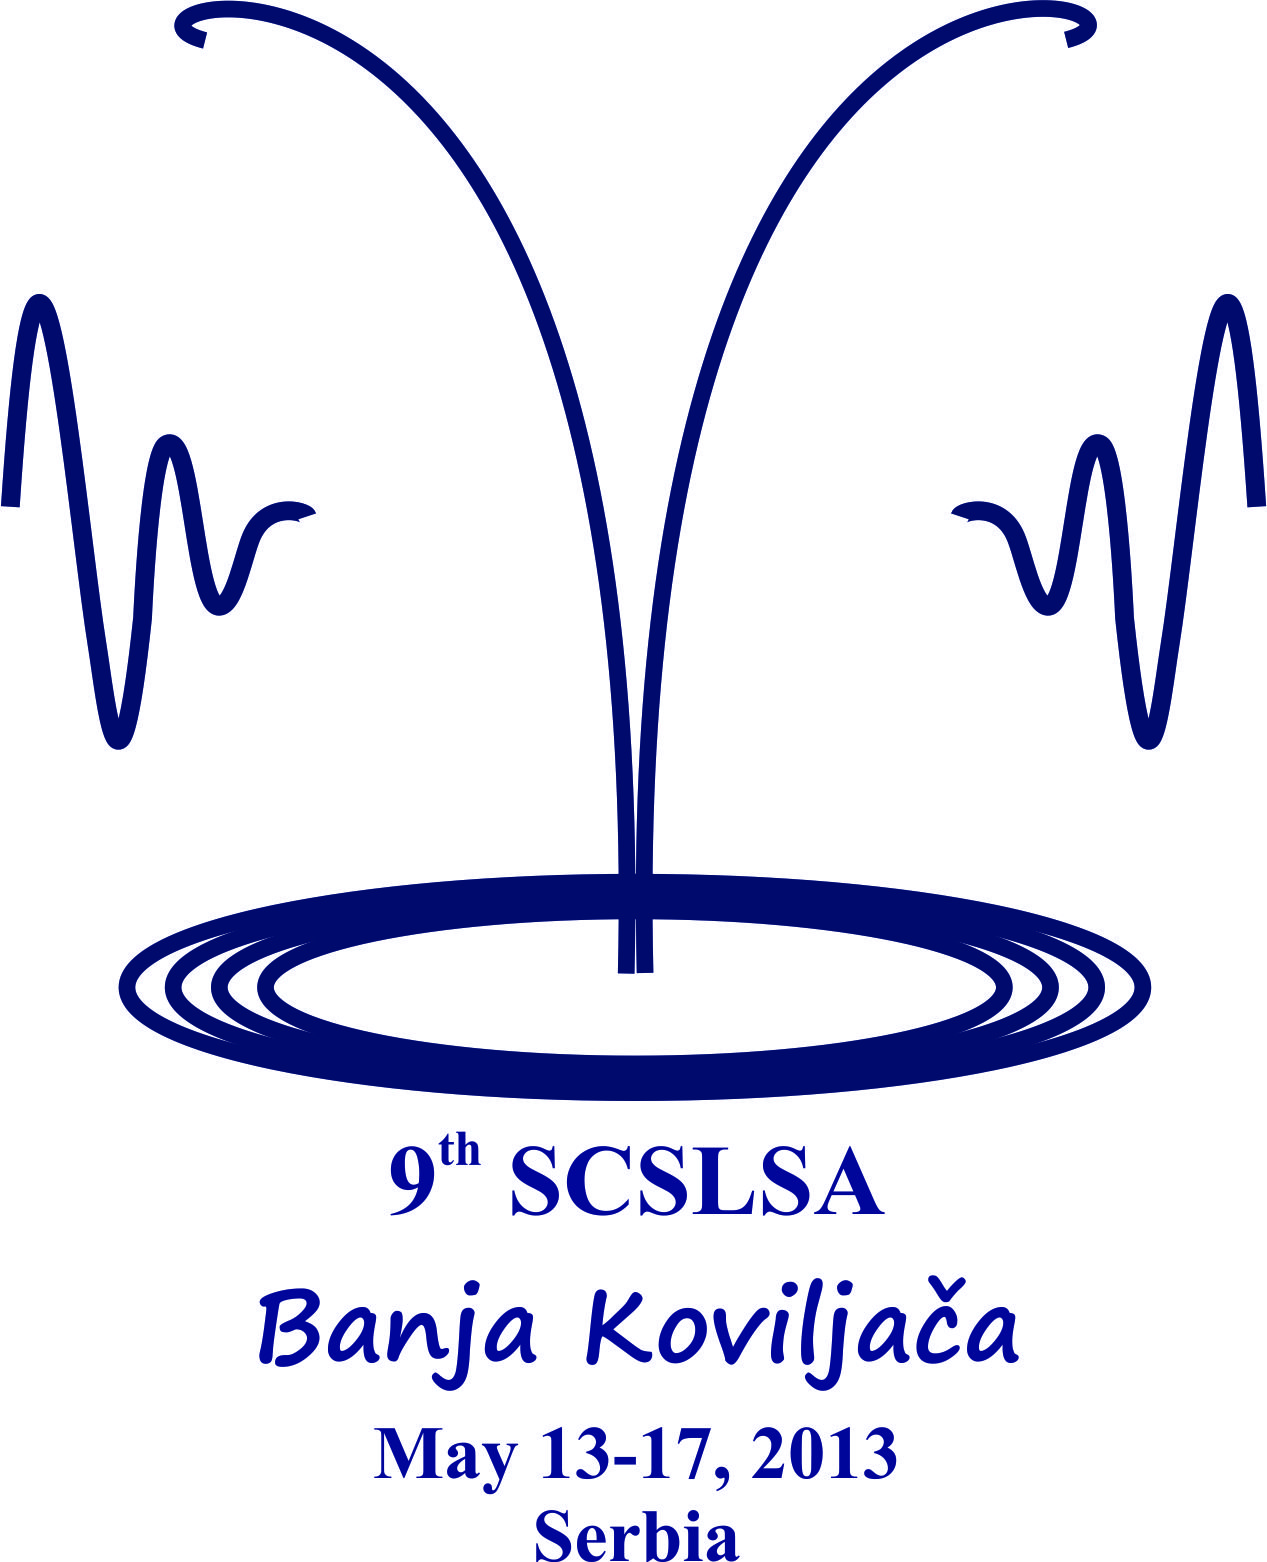 9th SCSLSA
Banja Koviljača
May 13-17, 2013
Serbia